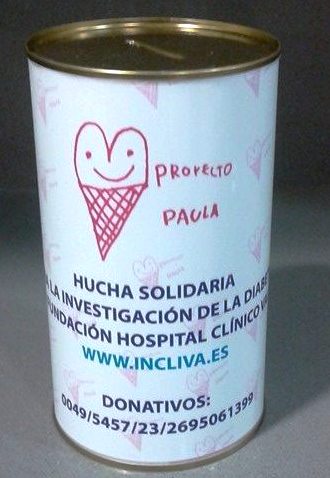 PROYECTO
PAULA
HUCHA SOLIDARIA
A LA INVESTIGACIÓN DE LA DIABE
UNDACIÓN HOSPITAL CLÍNICO V
WWW.INCLIVA.ES
DONATIVOS:
0049/5457/23/2695061399